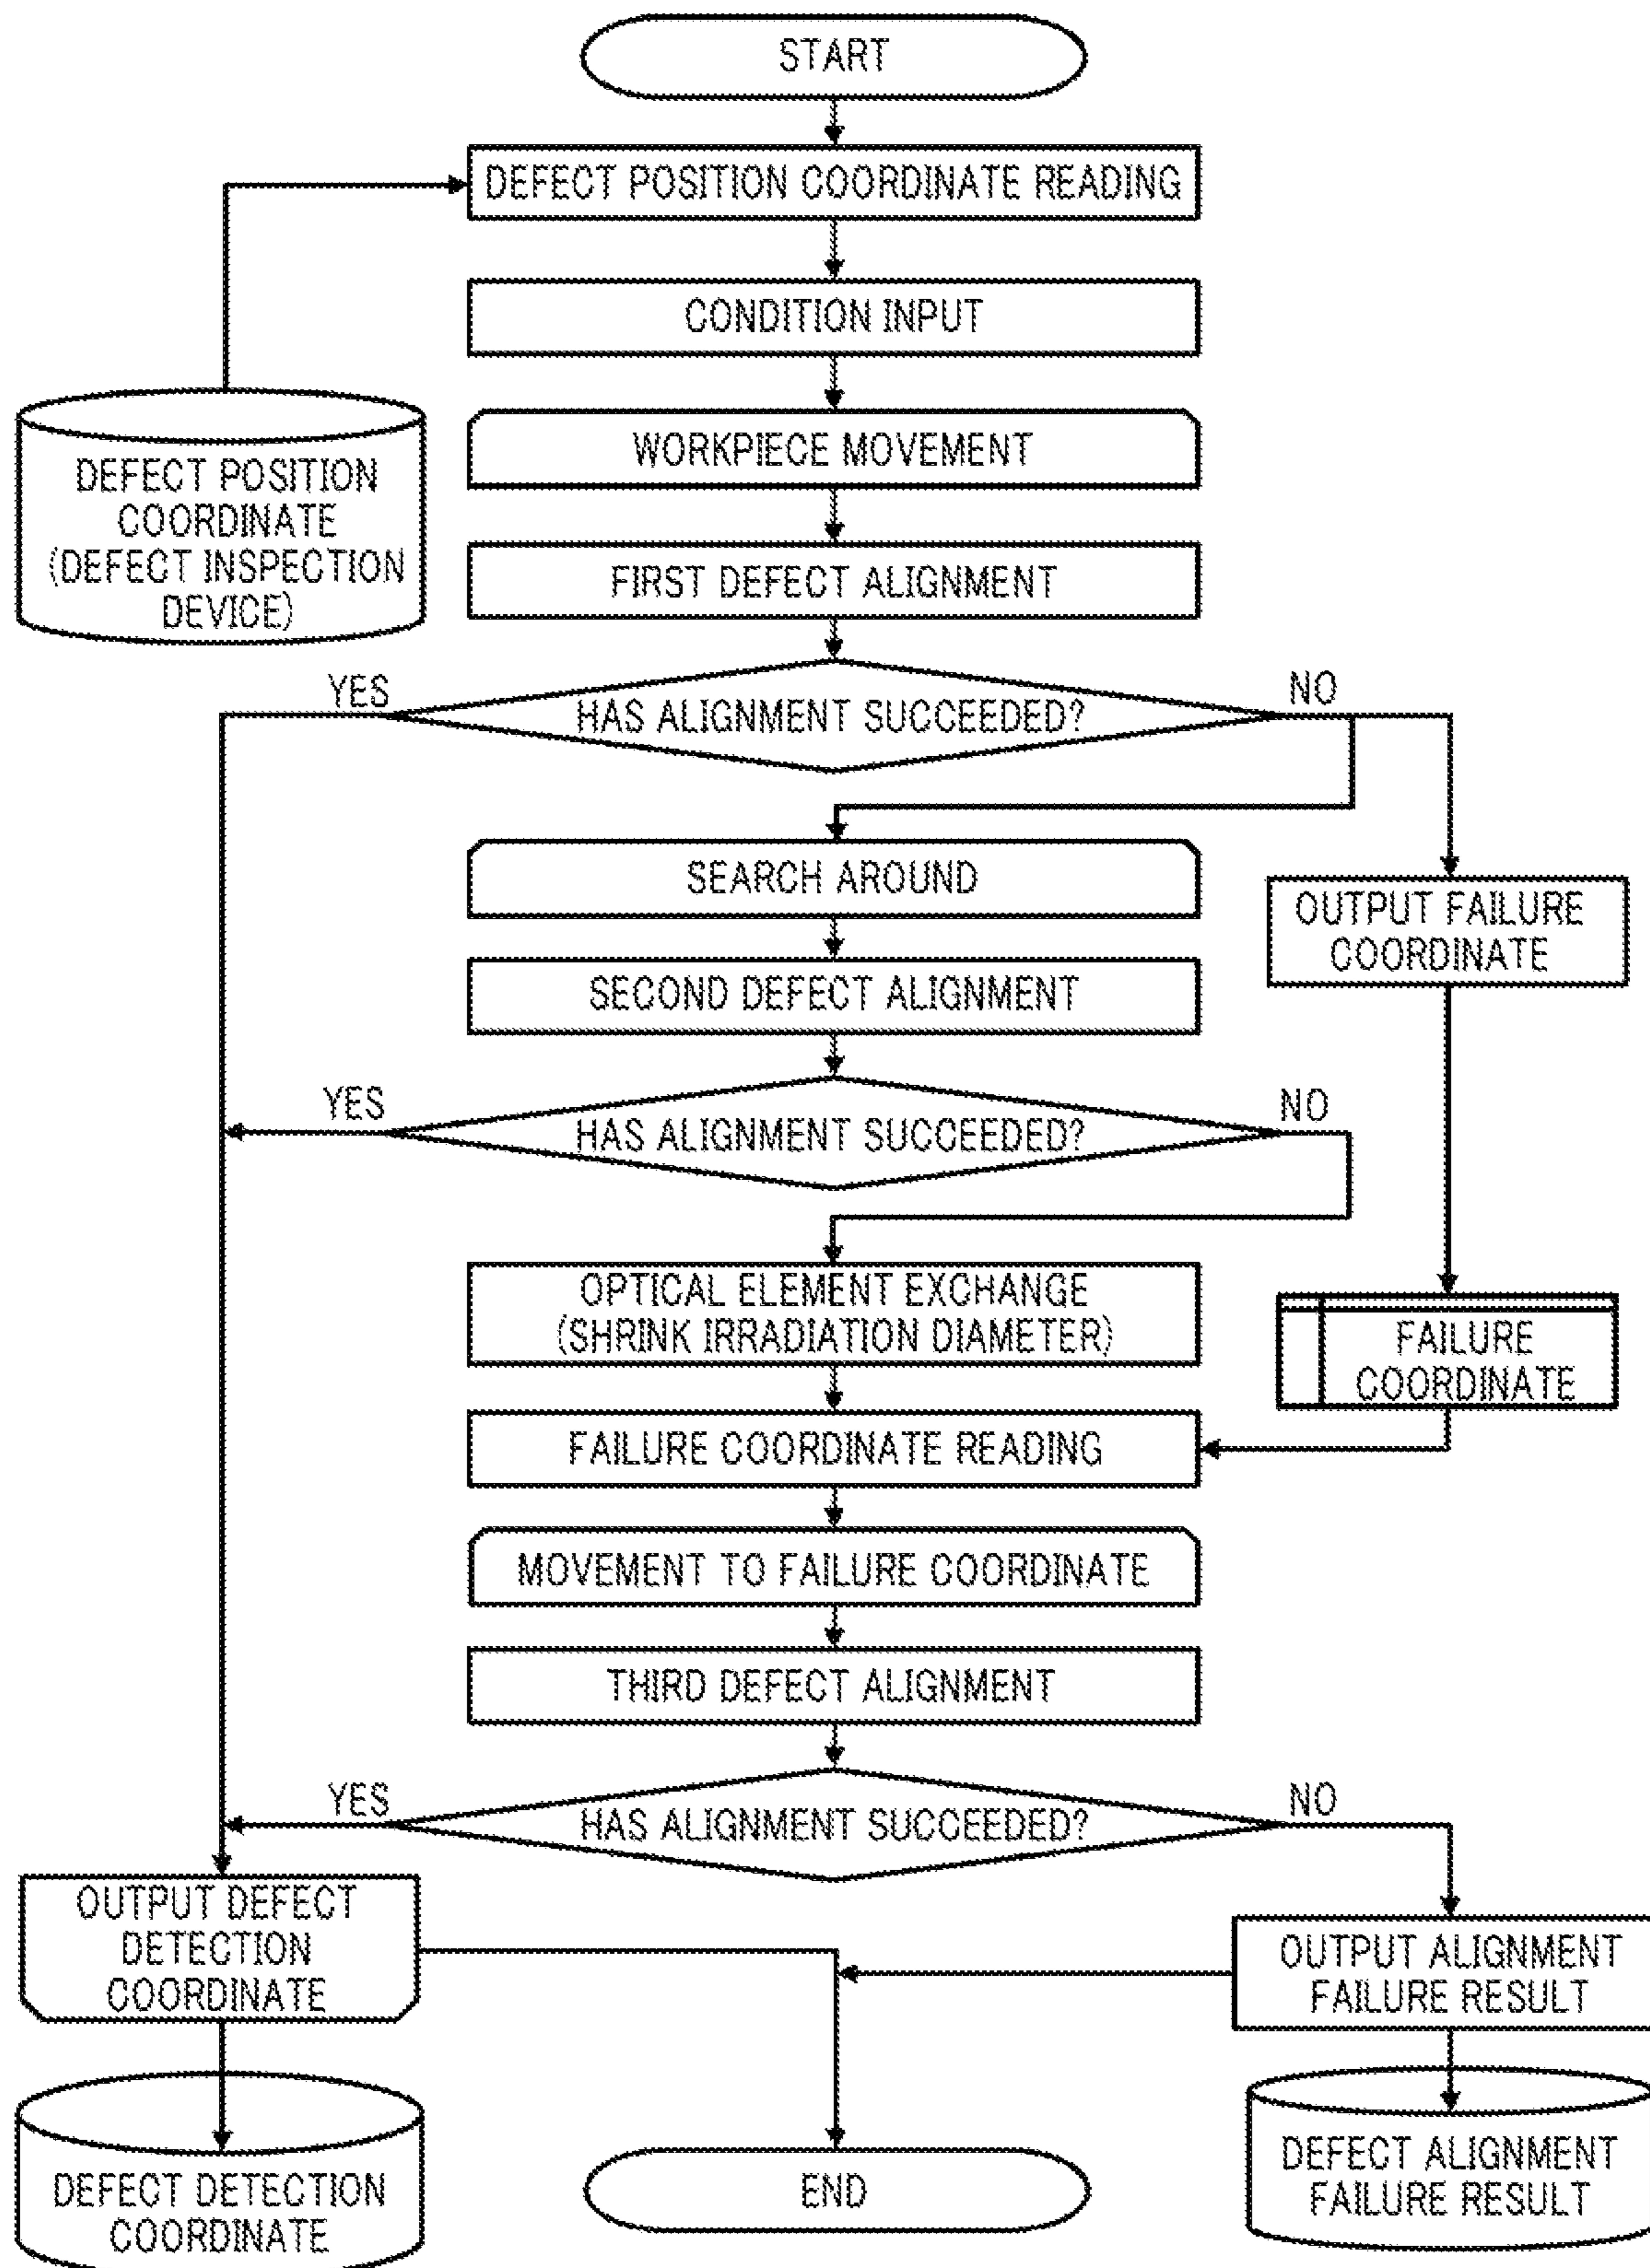 START
DEFECT POSITION COORDINATE READING
CONDITION INPUT
WORKPIECE MOVEMENT
DEFECT POSITION
COORDINATE
(DEFECT INSPECTION
DEVICE)
FIRST DEFECT ALIGNMENT
YES
HAS ALIGNMENT SUCCEEDED?
NO
SEARCH AROUND
OUTPUT FAILURE
COORDINATE
SECOND DEFECT ALIGNMENT
YES
HAS ALIGNMENT SUCCEEDED?
NO
OPTICAL ELEMENT EXCHANGE
(SHRINK IRRADIATION DIAMETER)
FAILURE
COORDINATE
FAILURE COORDINATE READING
MOVEMENT TO FAILURE COORDINATE
THIRD DEFECT ALIGNMENT
YES
HAS ALIGNMENT SUCCEEDED?
NO
OUTPUT DEFECT
DETECTION
COORDINATE
OUTPUT ALIGNMENT
FAILURE RESULT
DEFECT DETECTION
COORDINATE
END
DEFECT ALIGNMENT
FAILURE RESULT